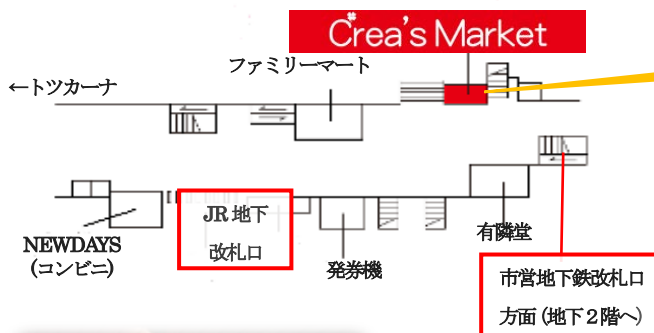 Crea's Market
ファミリーマート
←トツカーナ
JR 地下
改札口
NEWDAYS
(コンビニ)
発券機
有隣堂
市営地下鉄改札口
方面(地下２階へ)